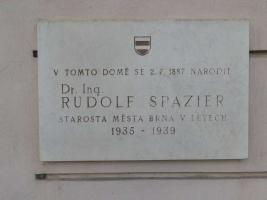 V TOMTO DOMĚ SE 2. 7. 1887 NARODIL
Dr. Ing.
RUDOLF SPAZIER
STAROSTA MĚSTA BRNA V LETECH
1935 - 1939